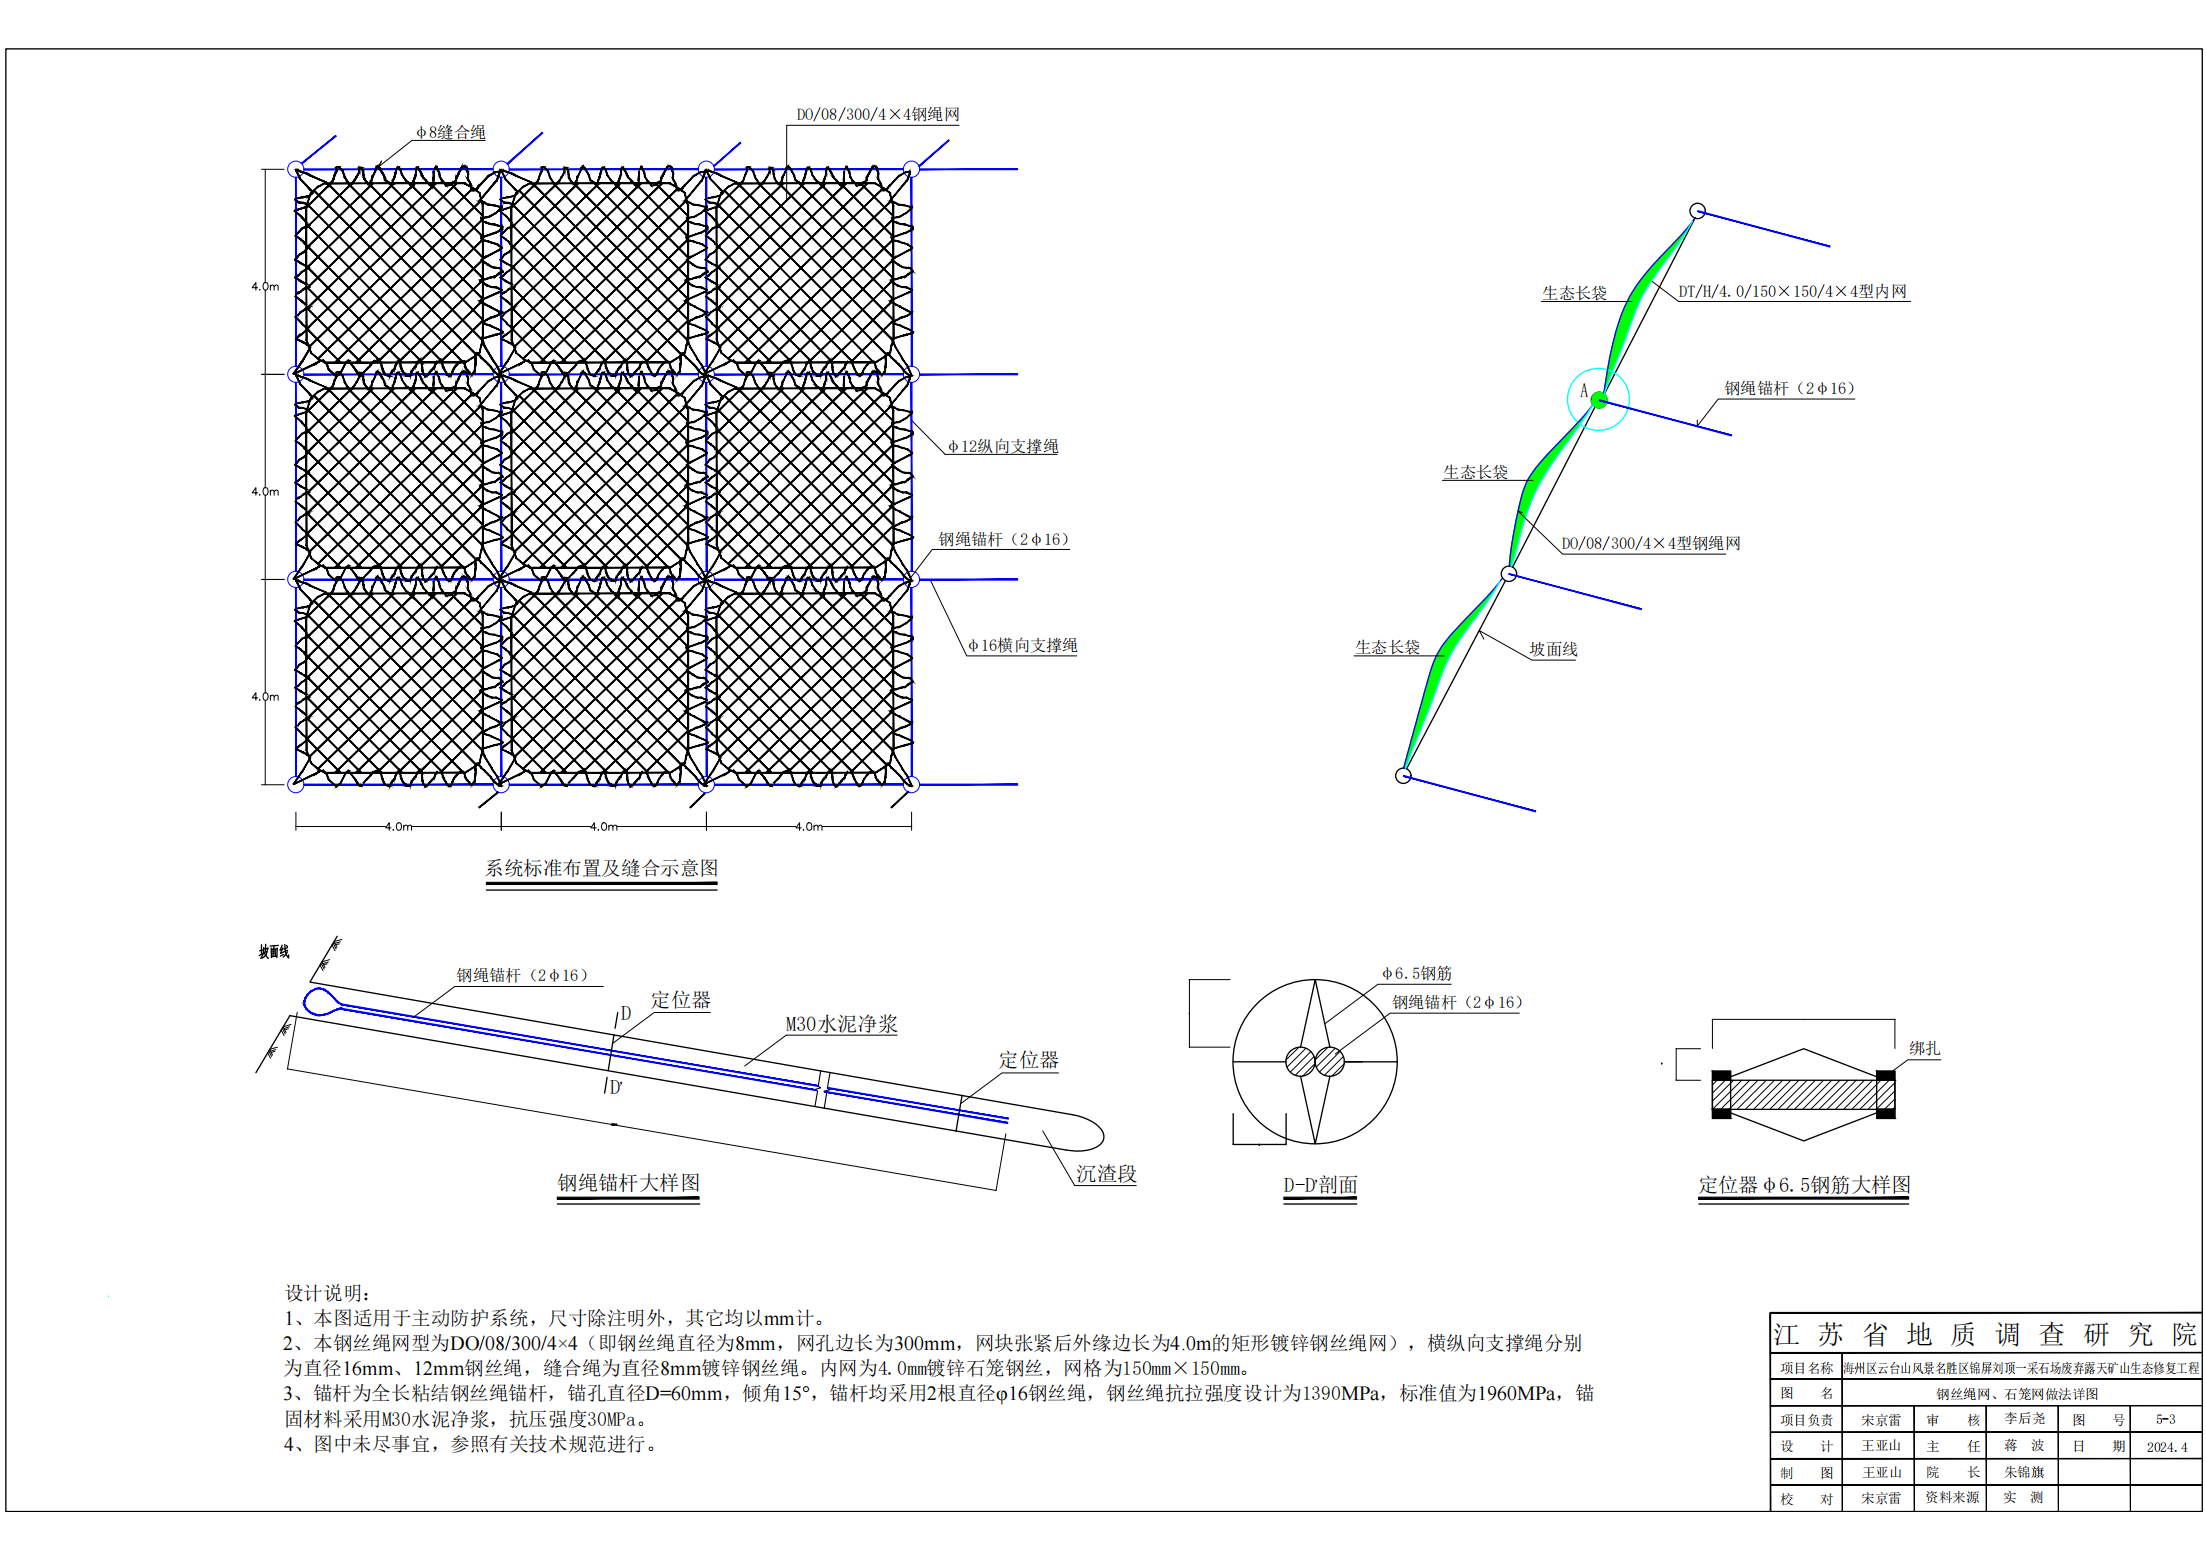 φ8缝合绳
DO/08/300/4×4钢绳网
4.0m
4.0m
4.0m
φ12纵向支撑绳
钢绳锚杆（2φ16）
φ16横向支撑绳
4.0m
4.0m
4.0m
系统标准布置及缝合示意图
生态长袋
DT/H/4.0/150×150/4×4型内网
A
钢绳锚杆（2φ16）
生态长袋
DO/08/300/4×4型钢绳网
生态长袋
坡面线
坡面线
钢绳锚杆（2φ16）
定位器
D
M30水泥净浆
定位器
D'
沉渣段
钢绳锚杆大样图
φ6.5钢筋
钢绳锚杆（2φ16）
D-D'剖面
绑扎
定位器φ6.5钢筋大样图
设计说明：
1、本图适用于主动防护系统，尺寸除注明外，其它均以mm计。
2、本钢丝绳网型为DO/08/300/4×4（即钢丝绳直径为8mm，网孔边长为300mm，网块张紧后外缘边长为4.0m的矩形镀锌钢丝绳网），横纵向支撑绳分别
为直径16mm、12mm钢丝绳，缝合绳为直径8mm镀锌钢丝绳。内网为4.0mm镀锌石笼钢丝，网格为150mm×150mm。
3、锚杆为全长粘结钢丝绳锚杆，锚孔直径D=60mm，倾角15°，锚杆均采用2根直径φ16钢丝绳，钢丝绳抗拉强度设计为1390MPa，标准值为1960MPa，锚
固材料采用M30水泥净浆，抗压强度30MPa。
4、图中未尽事宜，参照有关技术规范进行。
江苏省地质调查研究院
项目名称 海州区云台山风景名胜区锦屏刘顶一采石场废弃露天矿山生态修复工程
图名 钢丝绳网、石笼网做法详图
项目负责 宋京雷 审核 李后尧 图号 5-3
设计 王亚山 主任 蒋波 日期 2024.4
制图 王亚山 院长 朱锦旗
校对 宋京雷 资料来源 实测